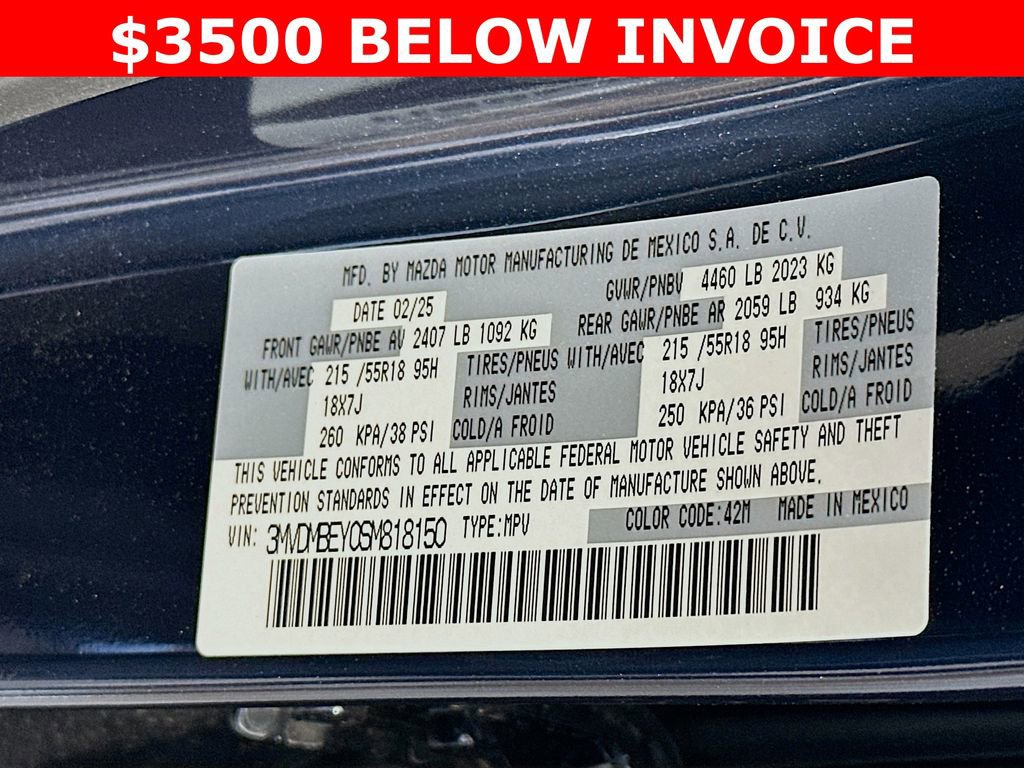 $3500 BELOW INVOICE
MFD. BY MAZDA MOTOR MANUFACTURING DE MEXICO S.A. DE C.V.
DATE 02/25 GVWR/PNBV 4460 LB 2023 KG
FRONT GAWR/PNBE AV 2407 LB 1092 KG REAR GAWR/PNBE AR 2059 LB 934 KG
WITH/AVEC 215 /55R18 95H TIRES/PNEUS WITH/AVEC 215 /55R18 95H TIRES/PNEUS
18X7J RIMS/JANTES 18X7J RIMS/JANTES
260 KPA/38 PSI COLD/A FROID 250 KPA/36 PSI COLD/A FROID
THIS VEHICLE CONFORMS TO ALL APPLICABLE FEDERAL MOTOR VEHICLE SAFETY AND THEFT
PREVENTION STANDARDS IN EFFECT ON THE DATE OF MANUFACTURE SHOWN ABOVE.
VIN: 3MVDMBEY0SM818150 TYPE:MPV COLOR CODE:42M MADE IN MEXICO